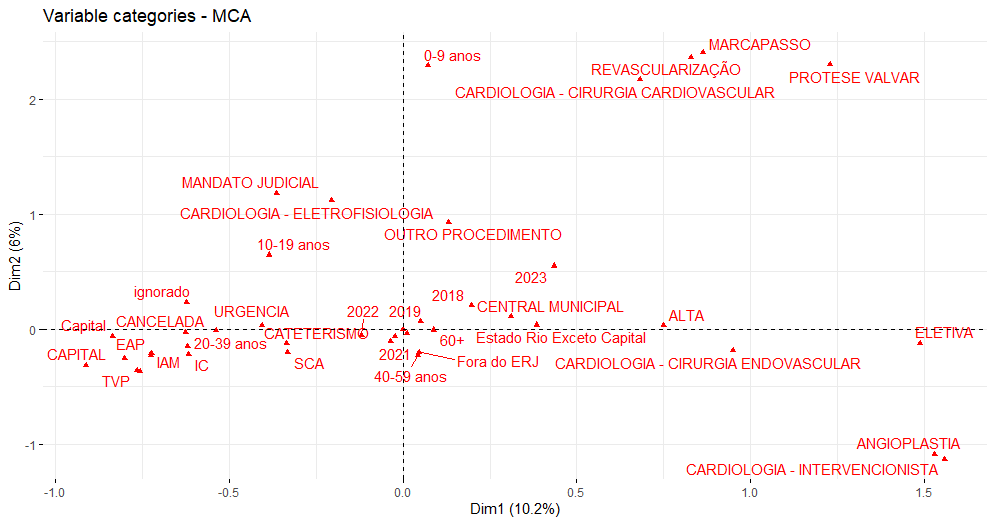 Variable categories - MCA
0-9 anos
MARCAPASSO
REVASCULARIZAÇÃO
PROTESE VALVAR
CARDIOLOGIA - CIRURGIA CARDIOVASCULAR
2
MANDATO JUDICIAL
CARDIOLOGIA - ELETROFISIOLOGIA
1
OUTRO PROCEDIMENTO
10-19 anos
2023
ignorado
2018
URGENCIA
2022
2019
CENTRAL MUNICIPAL
ALTA
Capital
CANCELADA
CATETERISMO
60+
Estado Rio Exceto Capital
ELETIVA
0
EAP
20-39 anos
CAPITAL
IAM
IC
SCA
2021
Fora do ERJ
CARDIOLOGIA - CIRURGIA ENDOVASCULAR
TVP
40-59 anos
ANGIOPLASTIA
-1
CARDIOLOGIA - INTERVENCIONISTA
-1.0
-0.5
0.0
0.5
1.0
1.5
Dim1 (10.2%)
Dim2 (6%)